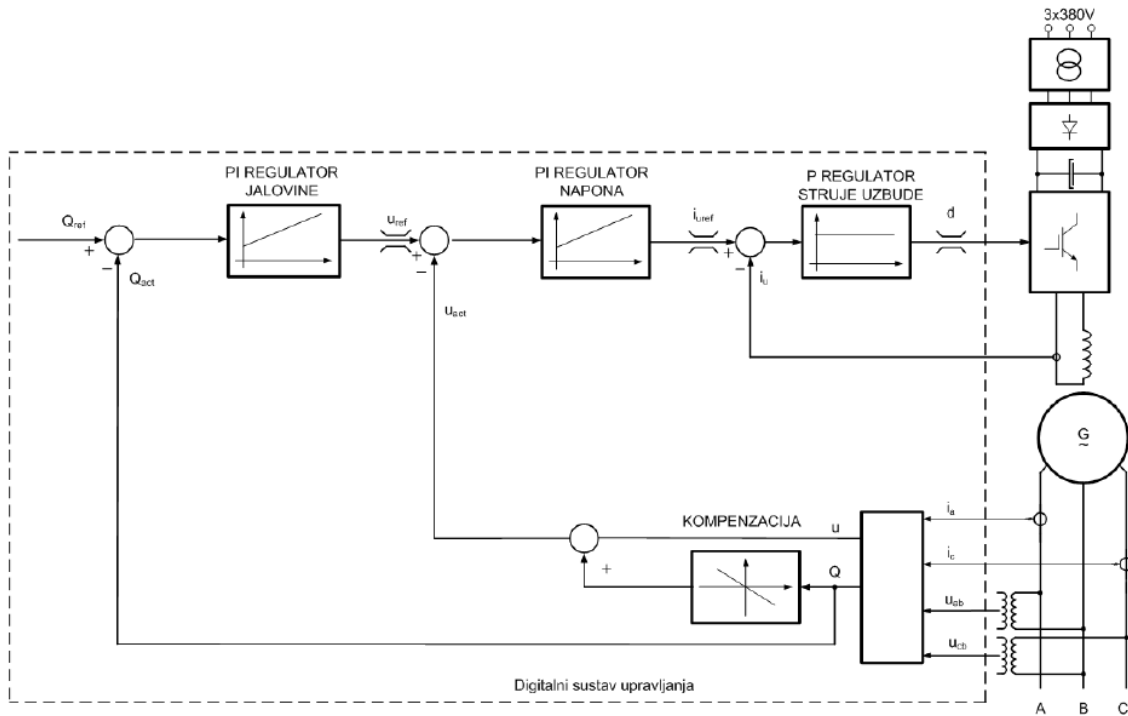 3x380V
PI REGULATOR
JALOVINE
PI REGULATOR
NAPONA
P REGULATOR
STRUJE UZBUDE
Qref
+
−
Qact
uref
+
−
uact
iuref
+
−
iu
d
G
~
KOMPENZACIJA
u
+
Q
ia
ic
uab
ucb
Digitalni sustav upravljanja
A B C